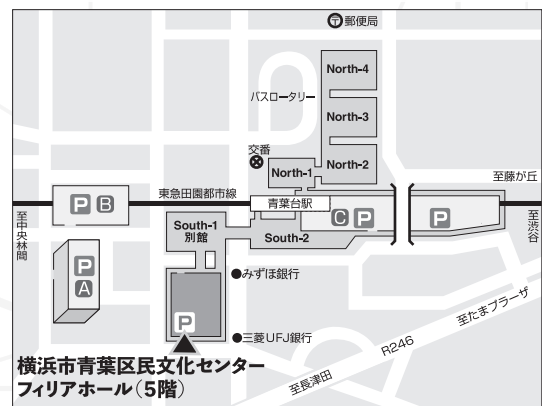 〒郵便局
North-4
バスロータリー
North-3
交番
North-2
North-1
至藤が丘
東急田園都市線
青葉台駅
P B
C P
P
至中央林間
至渋谷
South-1
別館
South-2
P
A
みずほ銀行
P
三菱UFJ銀行
至たまプラーザ
R246
至長津田
横浜市青葉区民文化センター
フィリアホール(5階)